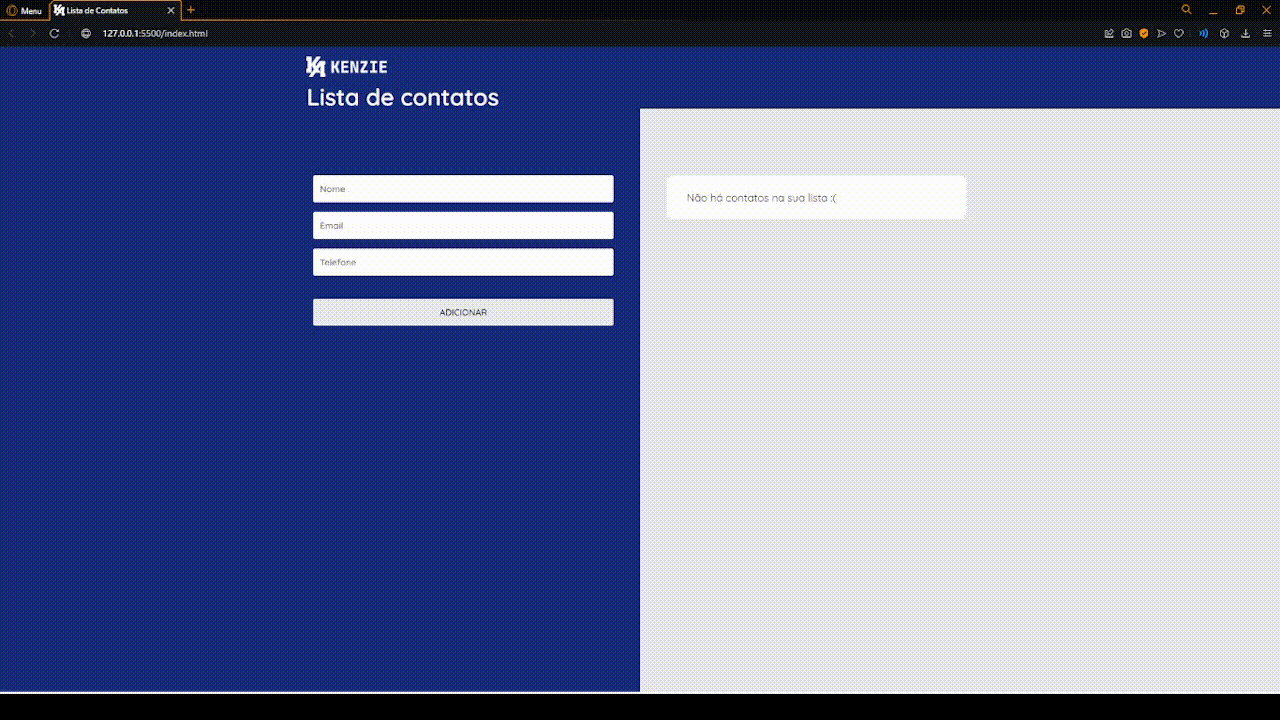 Menu
Lista de Contatos
127.0.0.1:5500/index.html
KENZIE
Lista de contatos
Nome
Email
Telefone
ADICIONAR
Não há contatos na sua lista :(